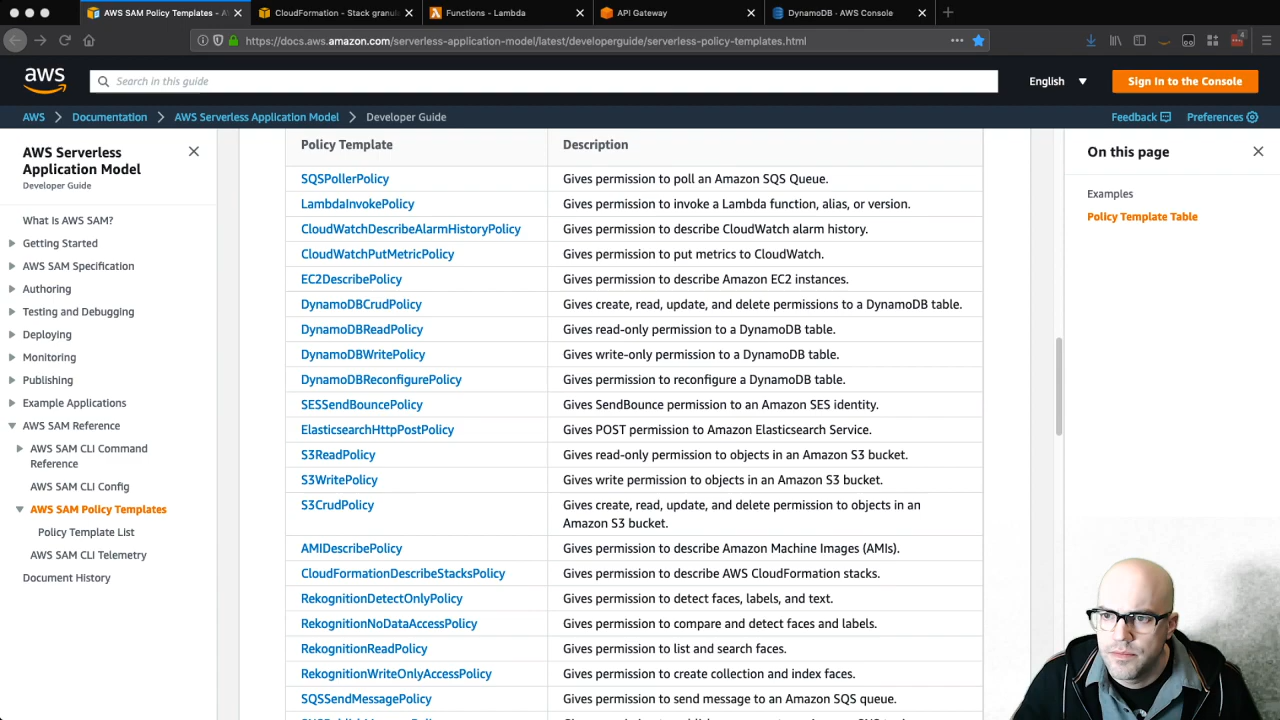 AWS SAM Policy Templates - A
CloudFormation - Stack granul
Functions - Lambda
API Gateway
DynamoDB - AWS Console
https://docs.aws.amazon.com/serverless-application-model/latest/developerguide/serverless-policy-templates.html
4
aws
Search in this guide
English
Sign In to the Console
AWS
Documentation
AWS Serverless Application Model
Developer Guide
Feedback
Preferences
AWS Serverless
Application Model
Developer Guide
What Is AWS SAM?
Getting Started
AWS SAM Specification
Authoring
Testing and Debugging
Deploying
Monitoring
Publishing
Example Applications
AWS SAM Reference
AWS SAM CLI Command
Reference
AWS SAM CLI Config
AWS SAM Policy Templates
Policy Template List
AWS SAM CLI Telemetry
Document History
Policy Template Description
SQSPollerPolicy Gives permission to poll an Amazon SQS Queue.
LambdaInvokePolicy Gives permission to invoke a Lambda function, alias, or version.
CloudWatchDescribeAlarmHistoryPolicy Gives permission to describe CloudWatch alarm history.
CloudWatchPutMetricPolicy Gives permission to put metrics to CloudWatch.
EC2DescribePolicy Gives permission to describe Amazon EC2 instances.
DynamoDBCrudPolicy Gives create, read, update, and delete permissions to a DynamoDB table.
DynamoDBReadPolicy Gives read-only permission to a DynamoDB table.
DynamoDBWritePolicy Gives write-only permission to a DynamoDB table.
DynamoDBReconfigurePolicy Gives permission to reconfigure a DynamoDB table.
SESSendBouncePolicy Gives SendBounce permission to an Amazon SES identity.
ElasticsearchHttpPostPolicy Gives POST permission to Amazon Elasticsearch Service.
S3ReadPolicy Gives read-only permission to objects in an Amazon S3 bucket.
S3WritePolicy Gives write permission to objects in an Amazon S3 bucket.
S3CrudPolicy Gives create, read, update, and delete permission to objects in an
Amazon S3 bucket.
AMIDescribePolicy Gives permission to describe Amazon Machine Images (AMIs).
CloudFormationDescribeStacksPolicy Gives permission to describe AWS CloudFormation stacks.
RekognitionDetectOnlyPolicy Gives permission to detect faces, labels, and text.
RekognitionNoDataAccessPolicy Gives permission to compare and detect faces and labels.
RekognitionReadPolicy Gives permission to list and search faces.
RekognitionWriteOnlyAccessPolicy Gives permission to create collection and index faces.
SQSSendMessagePolicy Gives permission to send message to an Amazon SQS queue.
On this page
Examples
Policy Template Table